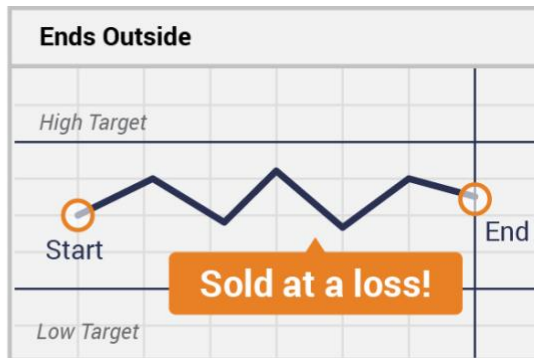 Ends Outside
High Target
Start
End
Sold at a loss!
Low Target